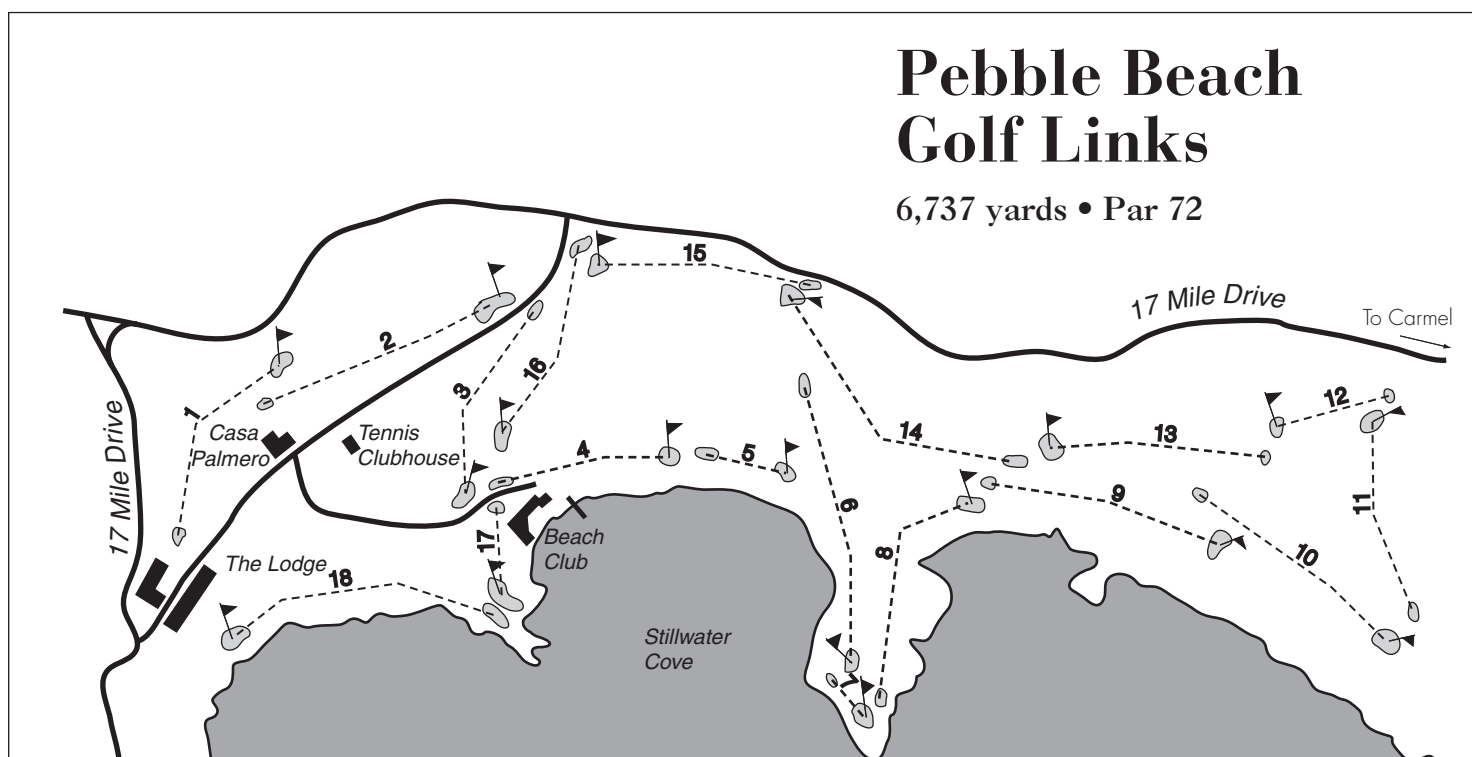 Pebble Beach
Golf Links
6,737 yards • Par 72
15
17 Mile Drive
To Carmel
2
16
3
1
12
17 Mile Drive
Casa
Palmero
Tennis
Clubhouse
4
5
14
13
6
9
11
17
Beach
Club
8
10
The Lodge
18
Stillwater
Cove
7